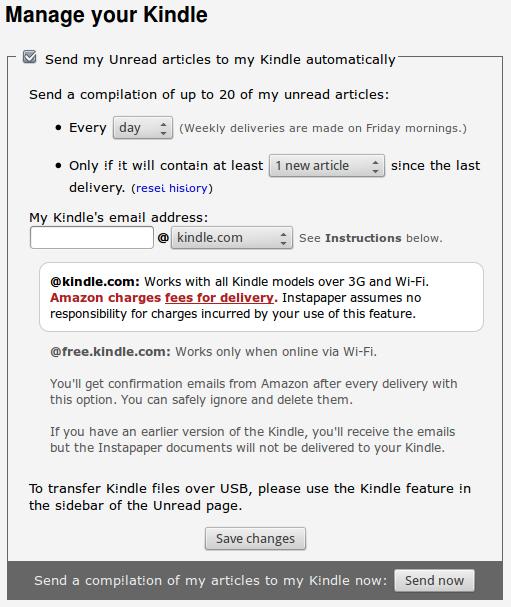 Manage your Kindle
Send my Unread articles to my Kindle automatically
Send a compilation of up to 20 of my unread articles:
• Every day (Weekly deliveries are made on Friday mornings.)
• Only if it will contain at least 1 new article since the last
delivery. (reset history)
My Kindle's email address:
@ kindle.com See Instructions below.
@kindle.com: Works with all Kindle models over 3G and Wi-Fi.
Amazon charges fees for delivery. Instapaper assumes no
responsibility for charges incurred by your use of this feature.
@free.kindle.com: Works only when online via Wi-Fi.
You'll get confirmation emails from Amazon after every delivery with
this option. You can safely ignore and delete them.
If you have an earlier version of the Kindle, you'll receive the emails
but the Instapaper documents will not be delivered to your Kindle.
To transfer Kindle files over USB, please use the Kindle feature in
the sidebar of the Unread page.
Save changes
Send a compilation of my articles to my Kindle now: Send now